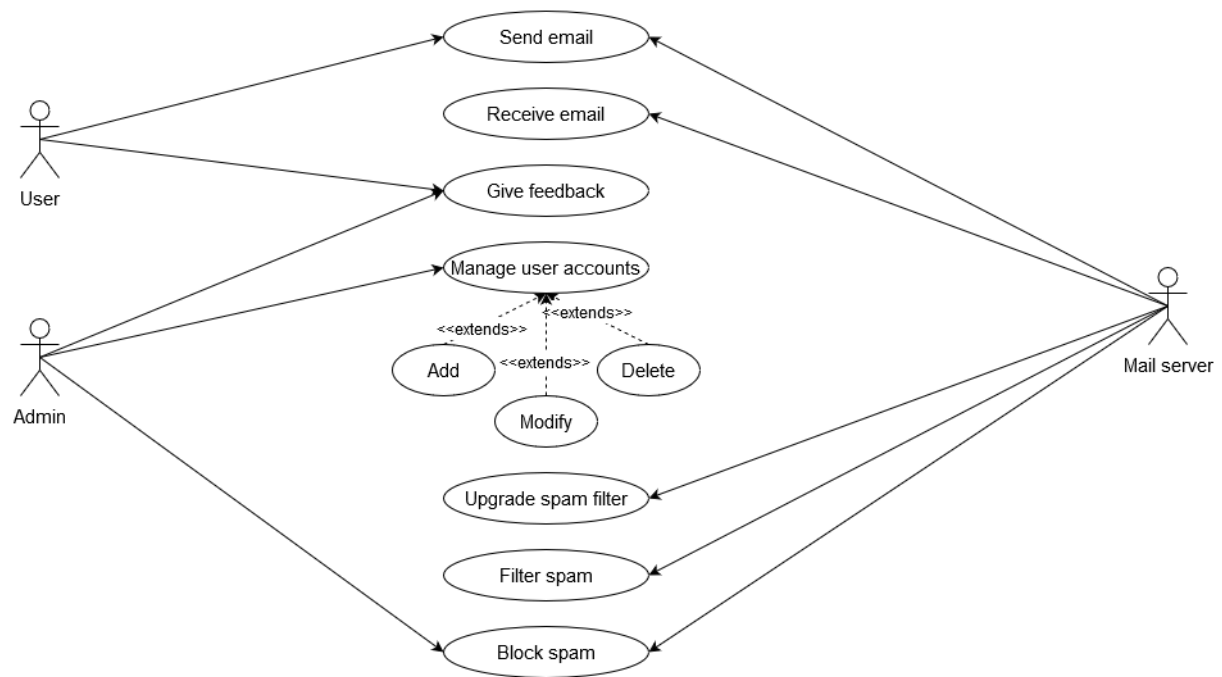 Send email
Receive email
User
Give feedback
Manage user accounts
<<extends>>
<<extends>>
<<extends>>
Add
Delete
Mail server
Admin
Modify
Upgrade spam filter
Filter spam
Block spam